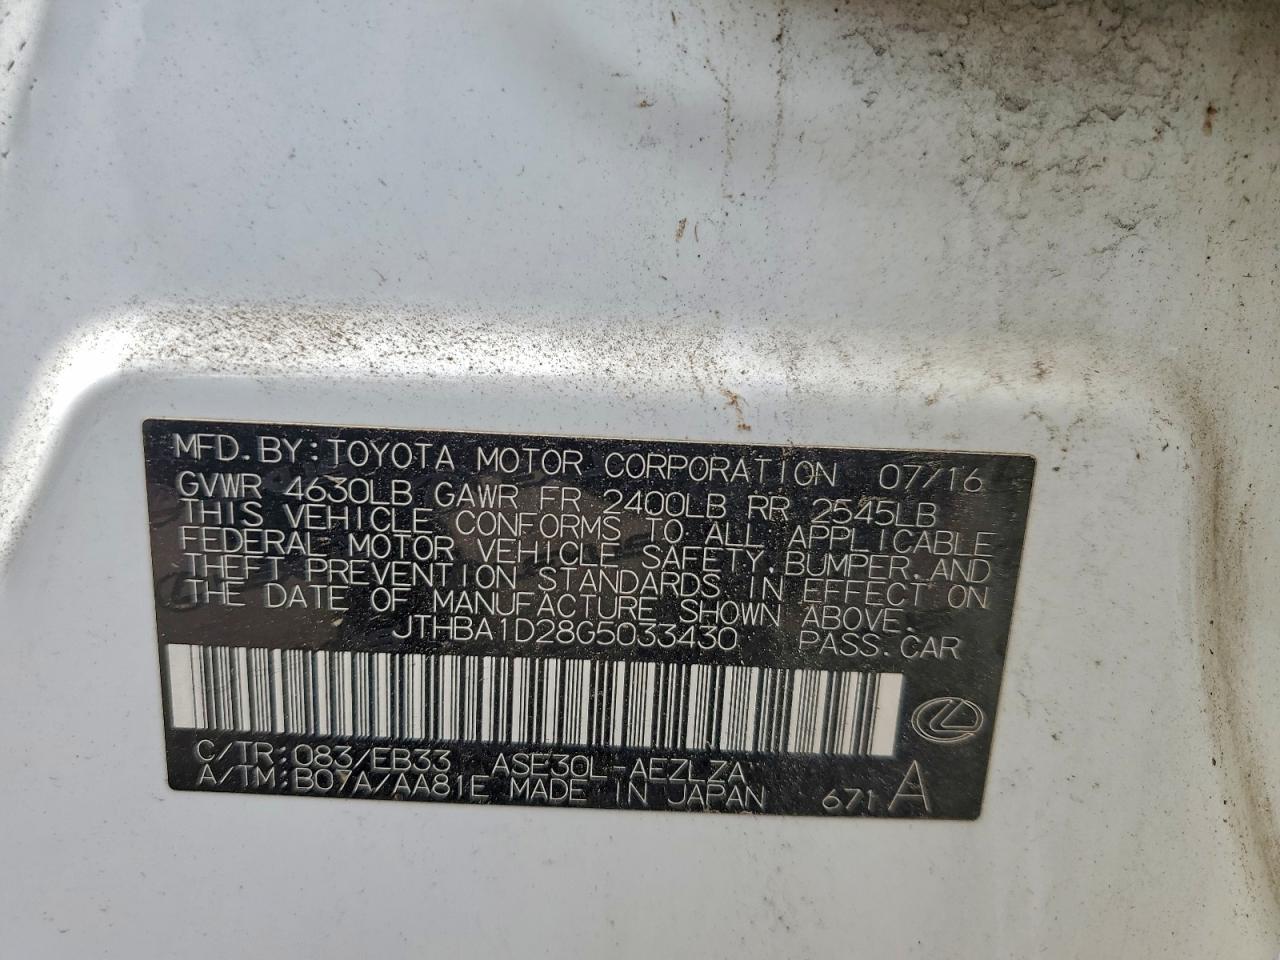 MFD. BY: TOYOTA MOTOR CORPORATION 07/16
GVWR 4630LB GAWR FR 2400LB RR 2545LB
THIS VEHICLE CONFORMS TO ALL APPLICABLE
FEDERAL MOTOR VEHICLE SAFETY, BUMPER, AND
THEFT PREVENTION STANDARDS IN EFFECT ON
THE DATE OF MANUFACTURE SHOWN ABOVE.
JTHBA1D28G5033430 PASS. CAR
C/TR: 083/EB33 ASE30L-AEZLZA
A/TM: B07A/AA81E MADE IN JAPAN 671 A